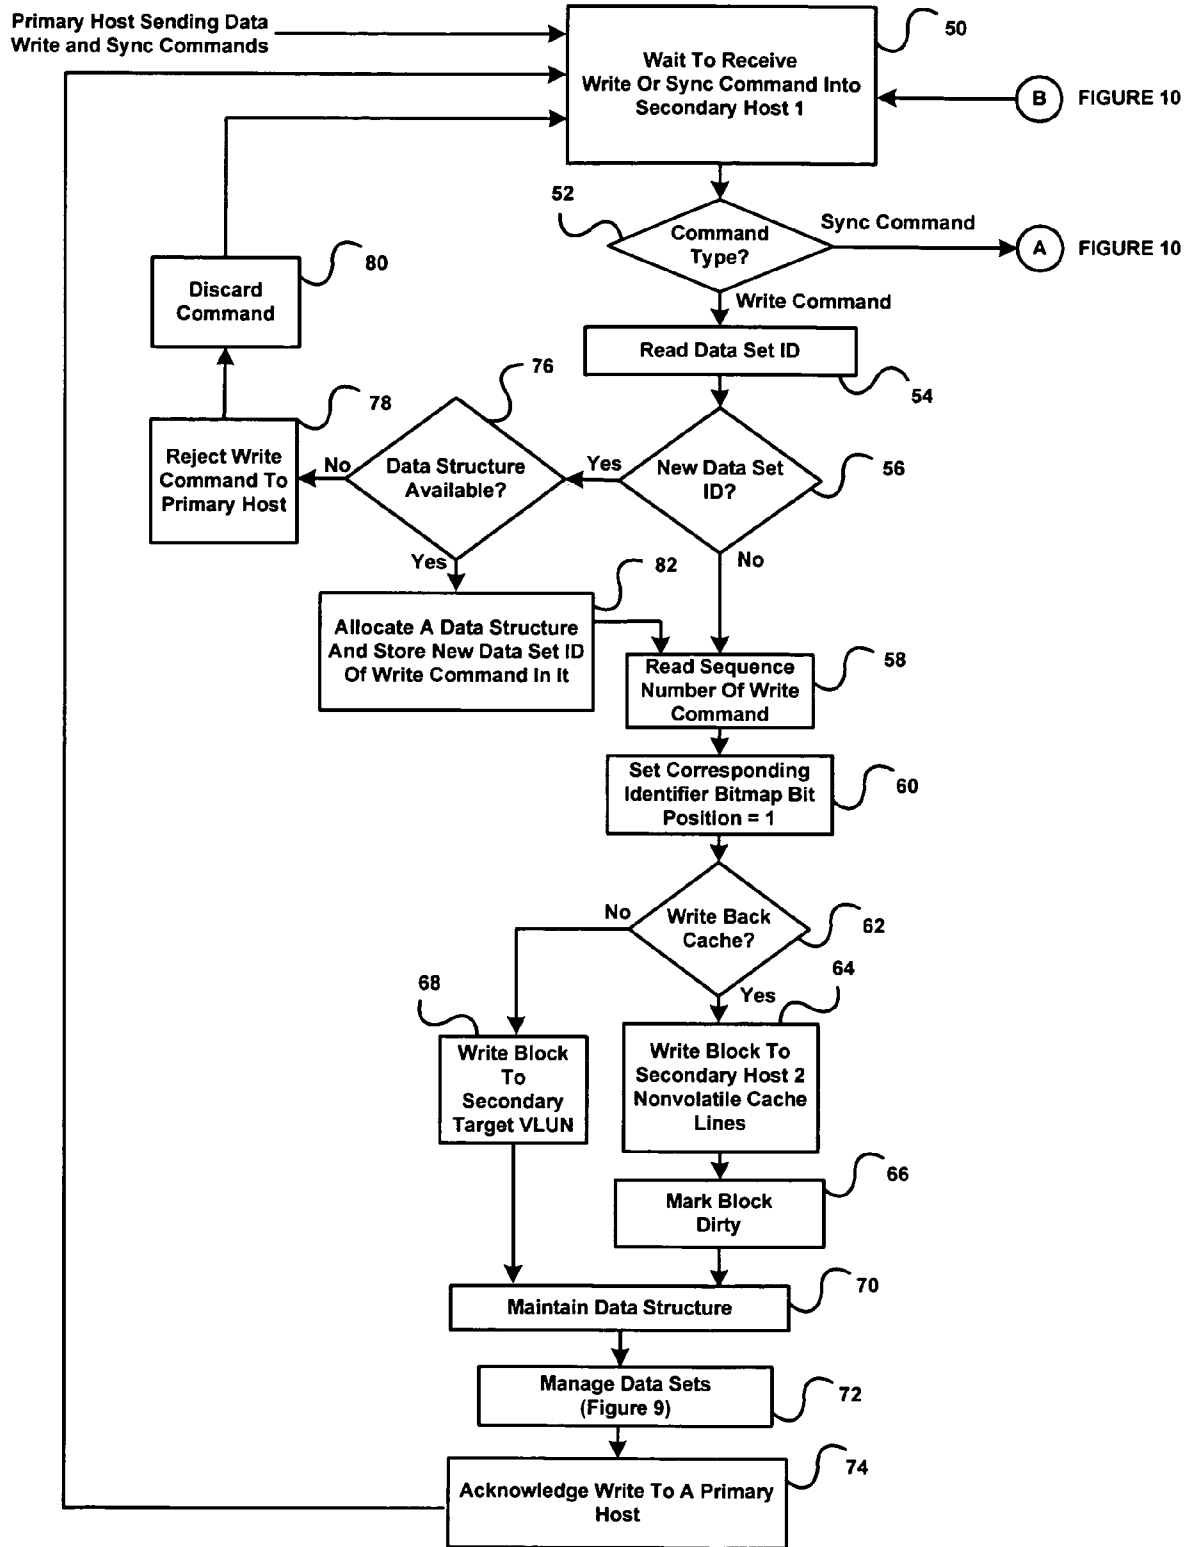 Primary Host Sending Data
Write and Sync Commands
50
Wait To Receive
Write Or Sync Command Into
Secondary Host 1
B
FIGURE 10
52
Command
Type?
Sync Command
A
FIGURE 10
Write Command
80
Discard
Command
Read Data Set ID
54
76
78
Reject Write
Command To
Primary Host
No
Data Structure
Available?
Yes
New Data Set
ID?
56
Yes
No
82
Allocate A Data Structure
And Store New Data Set ID
Of Write Command In It
58
Read Sequence
Number Of Write
Command
Set Corresponding
Identifier Bitmap Bit
Position = 1
60
No
Write Back
Cache?
62
64
Yes
68
Write Block
To
Secondary
Target VLUN
Write Block To
Secondary Host 2
Nonvolatile Cache
Lines
66
Mark Block
Dirty
70
Maintain Data Structure
Manage Data Sets
(Figure 9)
72
74
Acknowledge Write To A Primary
Host